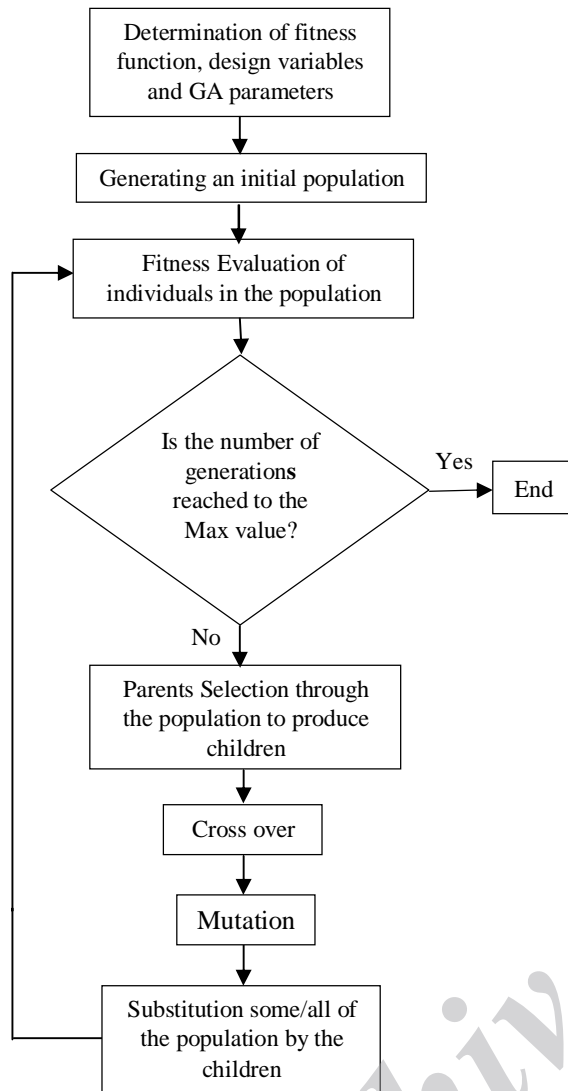 Determination of fitness
function, design variables
and GA parameters
Generating an initial population
Fitness Evaluation of
individuals in the population
Is the number of
generations
reached to the
Max value?
Yes
End
No
Parents Selection through
the population to produce
children
Cross over
Mutation
Substitution some/all of
the population by the
children
hiv